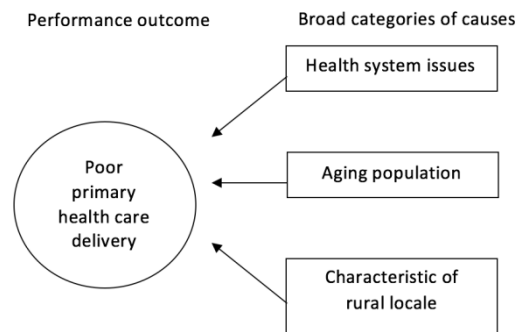 Performance outcome
Broad categories of causes
Health system issues
Poor
primary
health care
delivery
Aging population
Characteristic of
rural locale